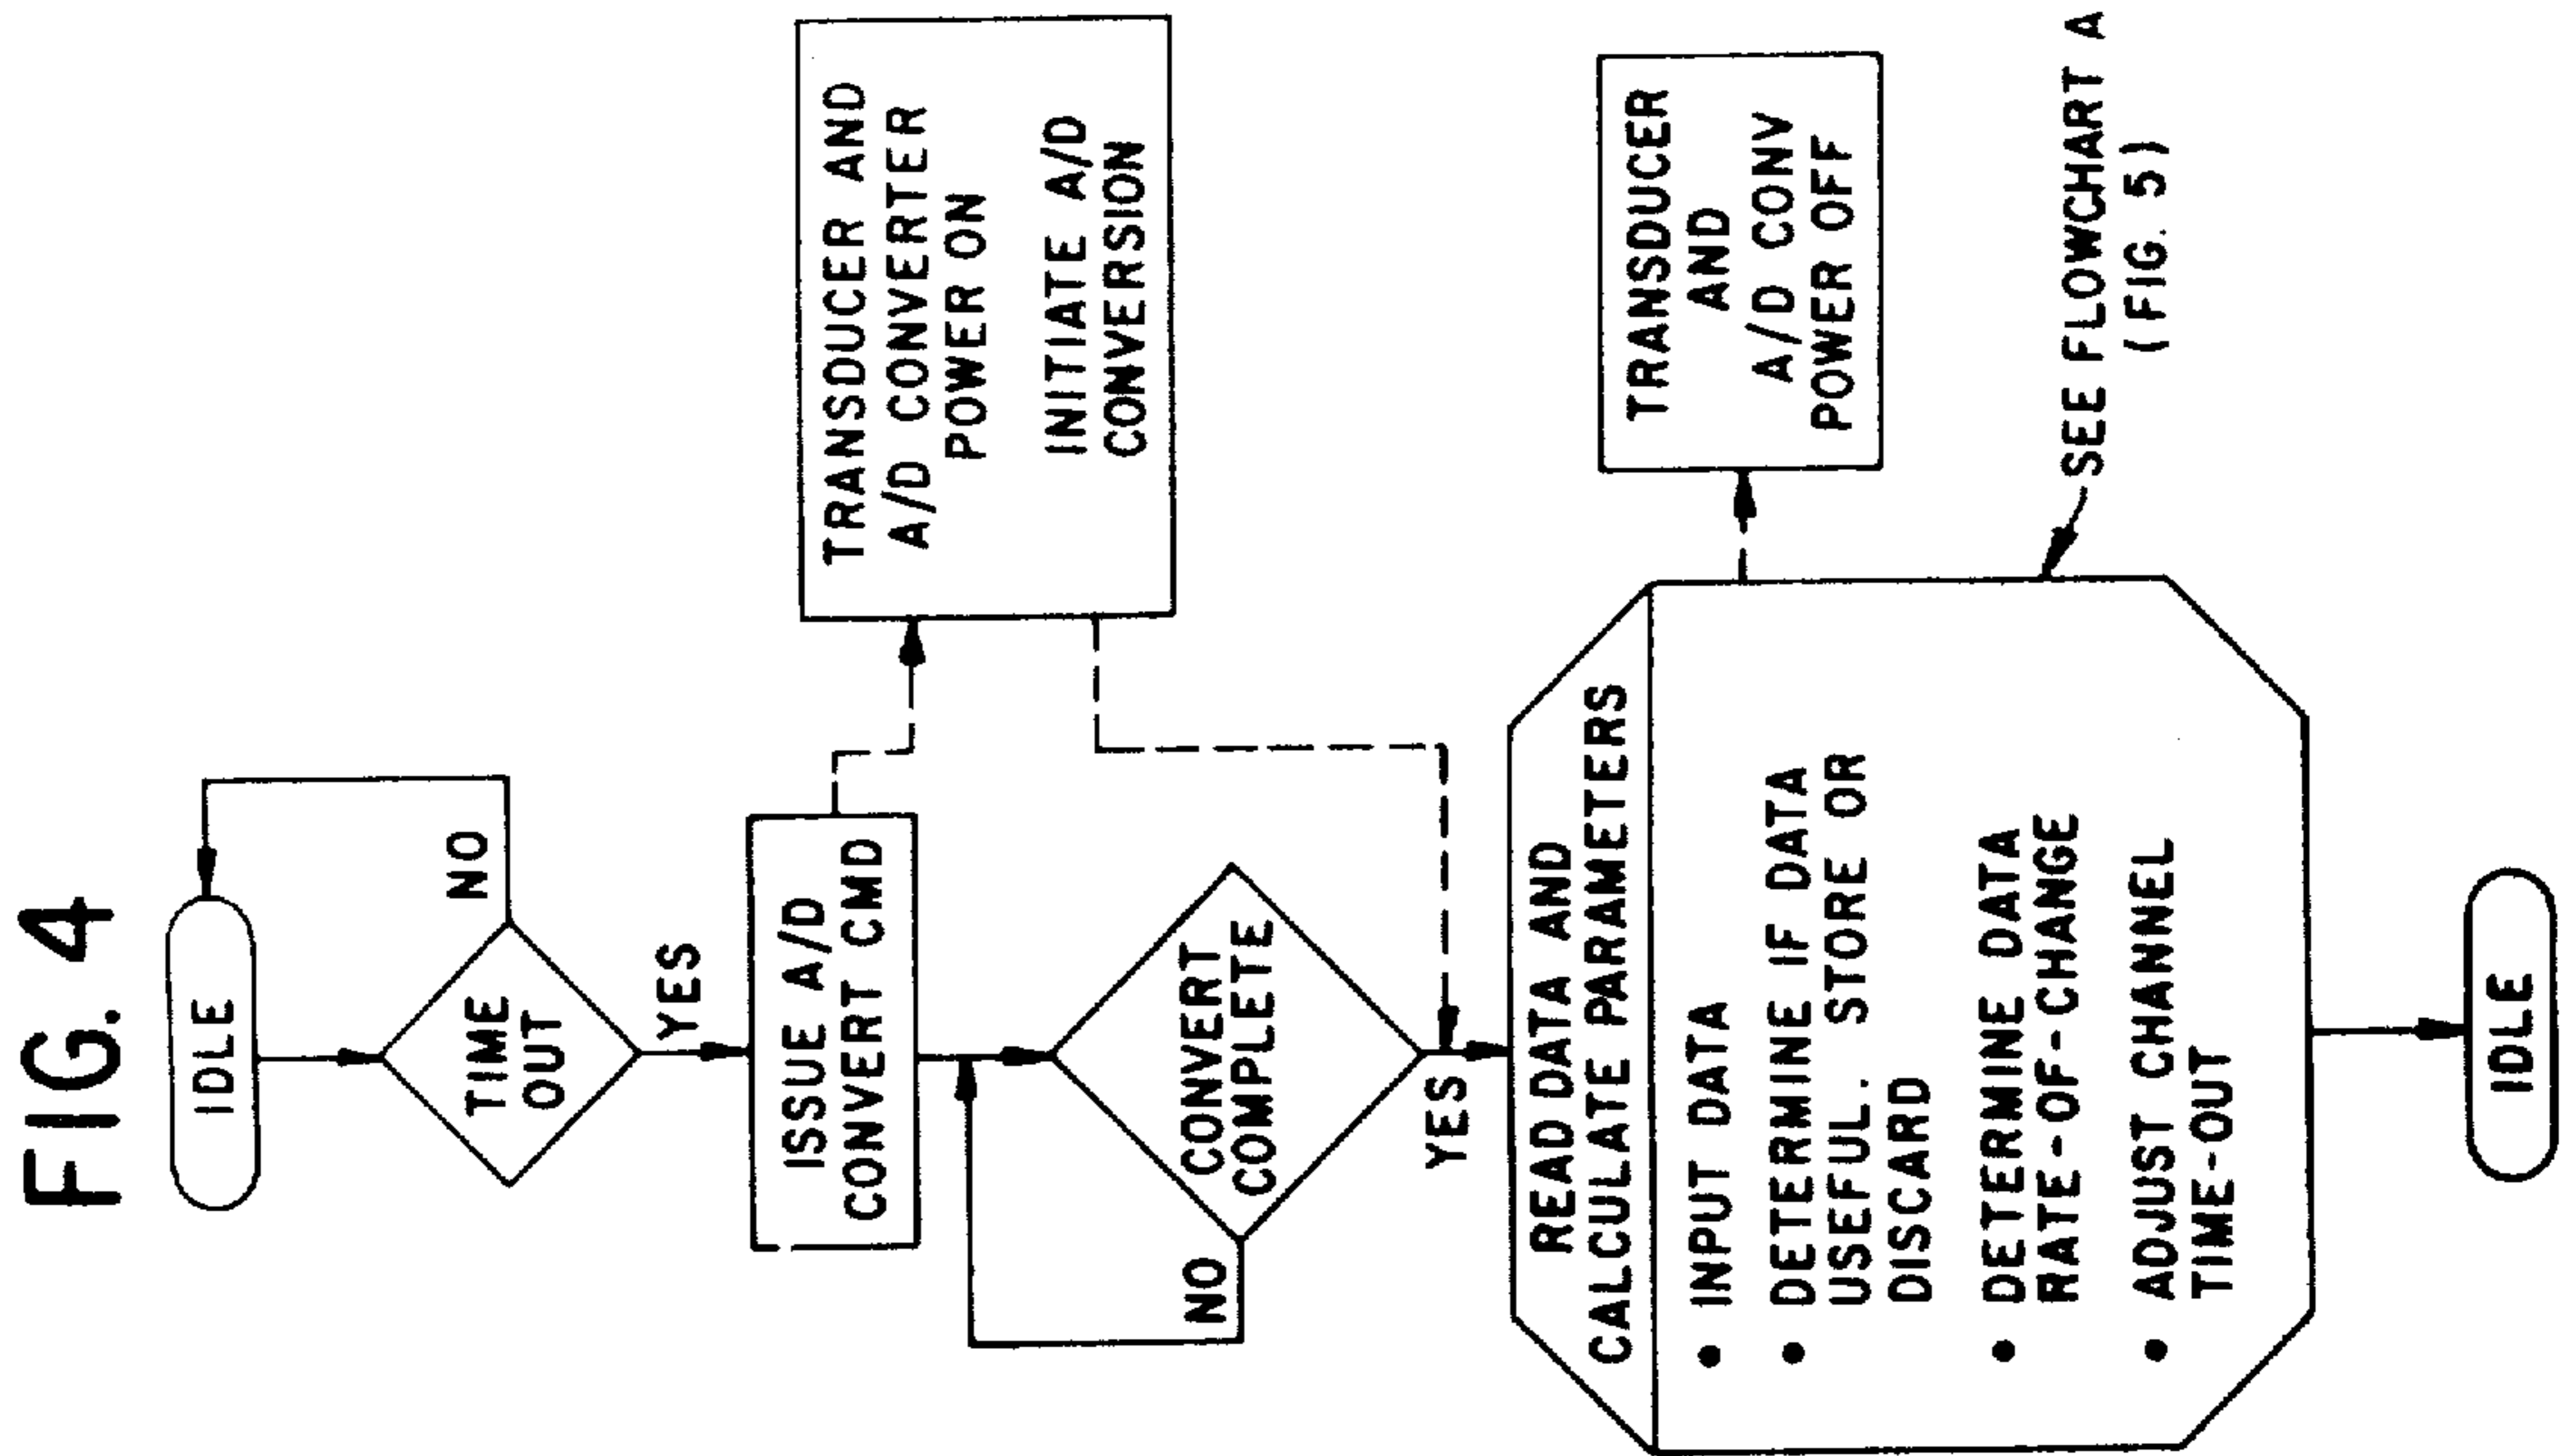 FIG. 4
IDLE
NO
TIME
OUT
YES
ISSUE A/D
CONVERT CMD
TRANSDUCER AND
A/D CONVERTER
POWER ON
INITIATE A/D
CONVERSION
NO
CONVERT
COMPLETE
YES
READ DATA AND
CALCULATE PARAMETERS
• INPUT DATA
• DETERMINE IF DATA
USEFUL. STORE OR
DISCARD
• DETERMINE DATA
RATE-OF-CHANGE
• ADJUST CHANNEL
TIME-OUT
TRANSDUCER
AND
A/D CONV
POWER OFF
SEE FLOWCHART A
(FIG. 5)
IDLE